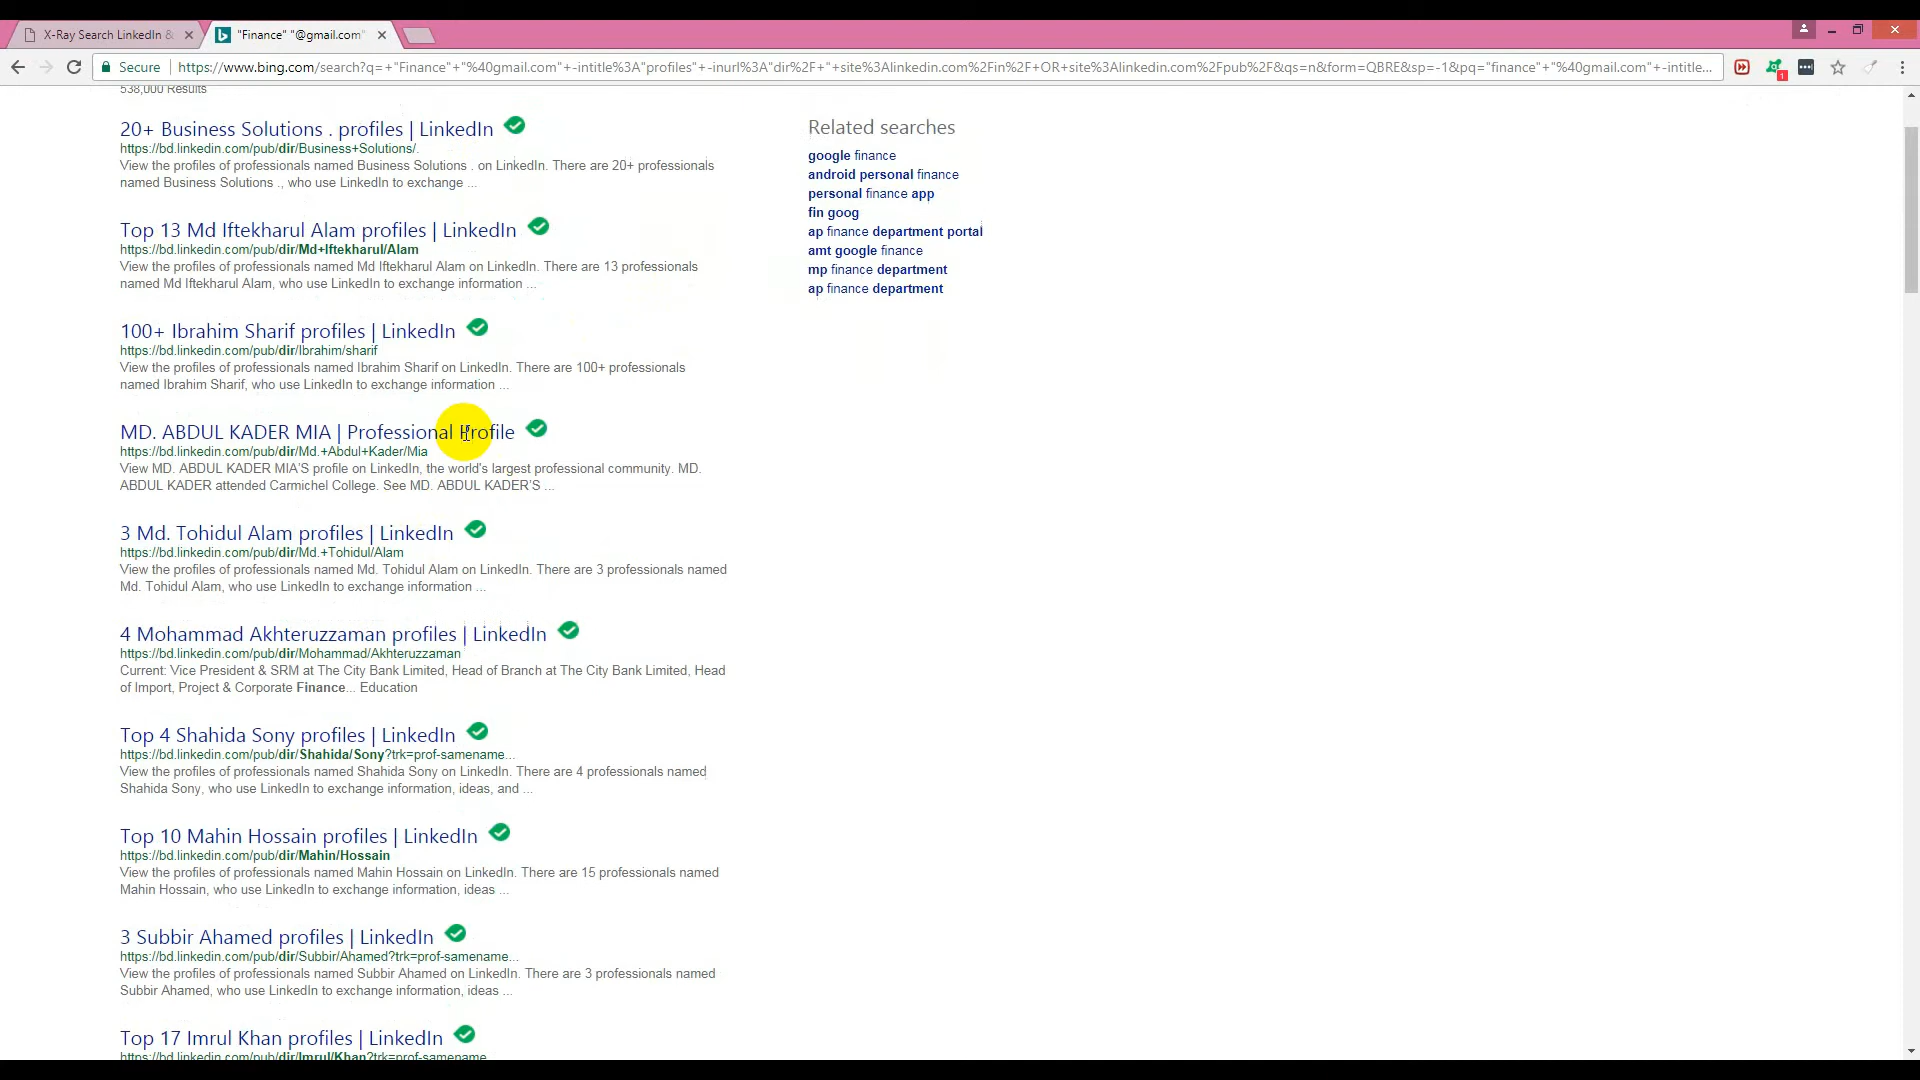 X-Ray Search LinkedIn &
"Finance" "@gmail.com"
Secure
https://www.bing.com/search?q=+"Finance"+"%40gmail.com"+-intitle%3A"profiles"+-inurl%3A"dir%2F+"+site%3Alinkedin.com%2Fin%2F+OR+site%3Alinkedin.com%2Fpub%2F&qs=n&form=QBRE&sp=-1&pq="finance"+"%40gmail.com"+-intitle...
1
538,000 Results
20+ Business Solutions . profiles | LinkedIn
https://bd.linkedin.com/pub/dir/Business+Solutions/.
View the profiles of professionals named Business Solutions . on LinkedIn. There are 20+ professionals
named Business Solutions ., who use LinkedIn to exchange ...
Top 13 Md Iftekharul Alam profiles | LinkedIn
https://bd.linkedin.com/pub/dir/Md+Iftekharul/Alam
View the profiles of professionals named Md Iftekharul Alam on LinkedIn. There are 13 professionals
named Md Iftekharul Alam, who use LinkedIn to exchange information ...
100+ Ibrahim Sharif profiles | LinkedIn
https://bd.linkedin.com/pub/dir/Ibrahim/sharif
View the profiles of professionals named Ibrahim Sharif on LinkedIn. There are 100+ professionals
named Ibrahim Sharif, who use LinkedIn to exchange information ...
MD. ABDUL KADER MIA | Professional Profile
https://bd.linkedin.com/pub/dir/Md.+Abdul+Kader/Mia
View MD. ABDUL KADER MIA'S profile on LinkedIn, the world's largest professional community. MD.
ABDUL KADER attended Carmichel College. See MD. ABDUL KADER'S ...
3 Md. Tohidul Alam profiles | LinkedIn
https://bd.linkedin.com/pub/dir/Md.+Tohidul/Alam
View the profiles of professionals named Md. Tohidul Alam on LinkedIn. There are 3 professionals named
Md. Tohidul Alam, who use LinkedIn to exchange information ...
4 Mohammad Akhteruzzaman profiles | LinkedIn
https://bd.linkedin.com/pub/dir/Mohammad/Akhteruzzaman
Current: Vice President & SRM at The City Bank Limited, Head of Branch at The City Bank Limited, Head
of Import, Project & Corporate Finance... Education
Top 4 Shahida Sony profiles | LinkedIn
https://bd.linkedin.com/pub/dir/Shahida/Sony?trk=prof-samename...
View the profiles of professionals named Shahida Sony on LinkedIn. There are 4 professionals named
Shahida Sony, who use LinkedIn to exchange information, ideas, and ...
Top 10 Mahin Hossain profiles | LinkedIn
https://bd.linkedin.com/pub/dir/Mahin/Hossain
View the profiles of professionals named Mahin Hossain on LinkedIn. There are 15 professionals named
Mahin Hossain, who use LinkedIn to exchange information, ideas ...
3 Subbir Ahamed profiles | LinkedIn
https://bd.linkedin.com/pub/dir/Subbir/Ahamed?trk=prof-samename...
View the profiles of professionals named Subbir Ahamed on LinkedIn. There are 3 professionals named
Subbir Ahamed, who use LinkedIn to exchange information, ideas ...
Top 17 Imrul Khan profiles | LinkedIn
https://bd.linkedin.com/pub/dir/Imrul/Khan?trk=prof-samename
Related searches
google finance
android personal finance
personal finance app
fin goog
ap finance department portal
amt google finance
mp finance department
ap finance department